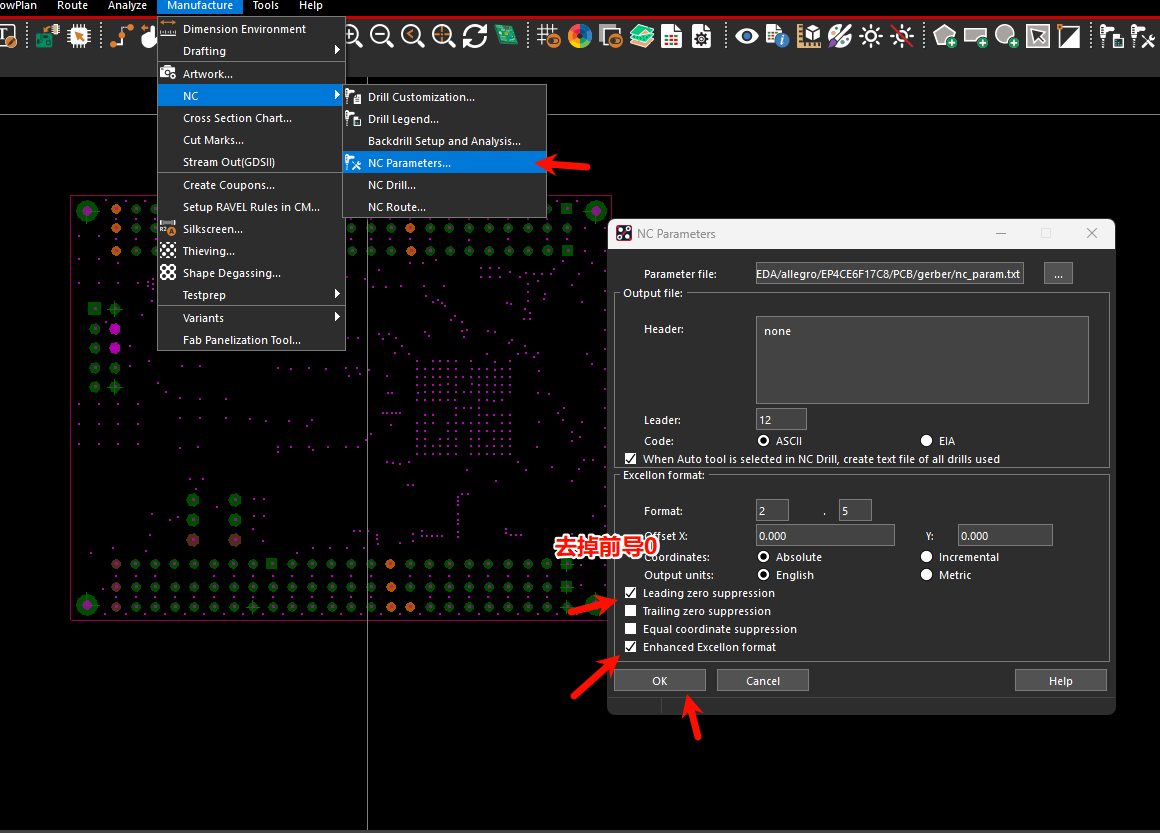 owPlan Route Analyze Manufacture Tools Help
Dimension Environment
Drafting
Artwork...
NC
Cross Section Chart...
Cut Marks...
Stream Out(GDSII)
Create Coupons...
Setup RAVEL Rules in CM...
Silkscreen...
Thieving...
Shape Degassing...
Testprep
Variants
Fab Panelization Tool...
Drill Customization...
Drill Legend...
Backdrill Setup and Analysis...
NC Parameters...
NC Drill...
NC Route...
NC Parameters
Parameter file: EDA/allegro/EP4CE6F17C8/PCB/gerber/nc_param.txt ...
Output file:
Header: none
Leader: 12
Code: ASCII EIA
When Auto tool is selected in NC Drill, create text file of all drills used
Excellon format:
Format: 2 . 5
Offset X: 0.000 Y: 0.000
去掉前导0
Coordinates: Absolute Incremental
Output units: English Metric
Leading zero suppression
Trailing zero suppression
Equal coordinate suppression
Enhanced Excellon format
OK Cancel Help